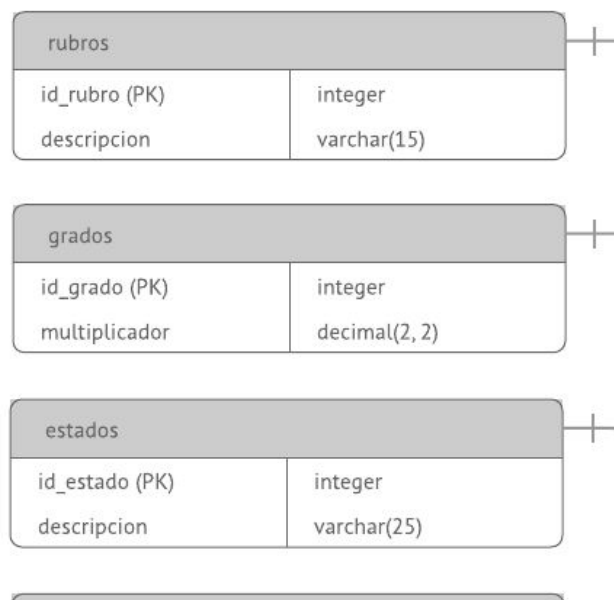 rubros
id_rubro (PK) integer
descripcion varchar(15)
grados
id_grado (PK) integer
multiplicador decimal(2, 2)
estados
id_estado (PK) integer
descripcion varchar(25)